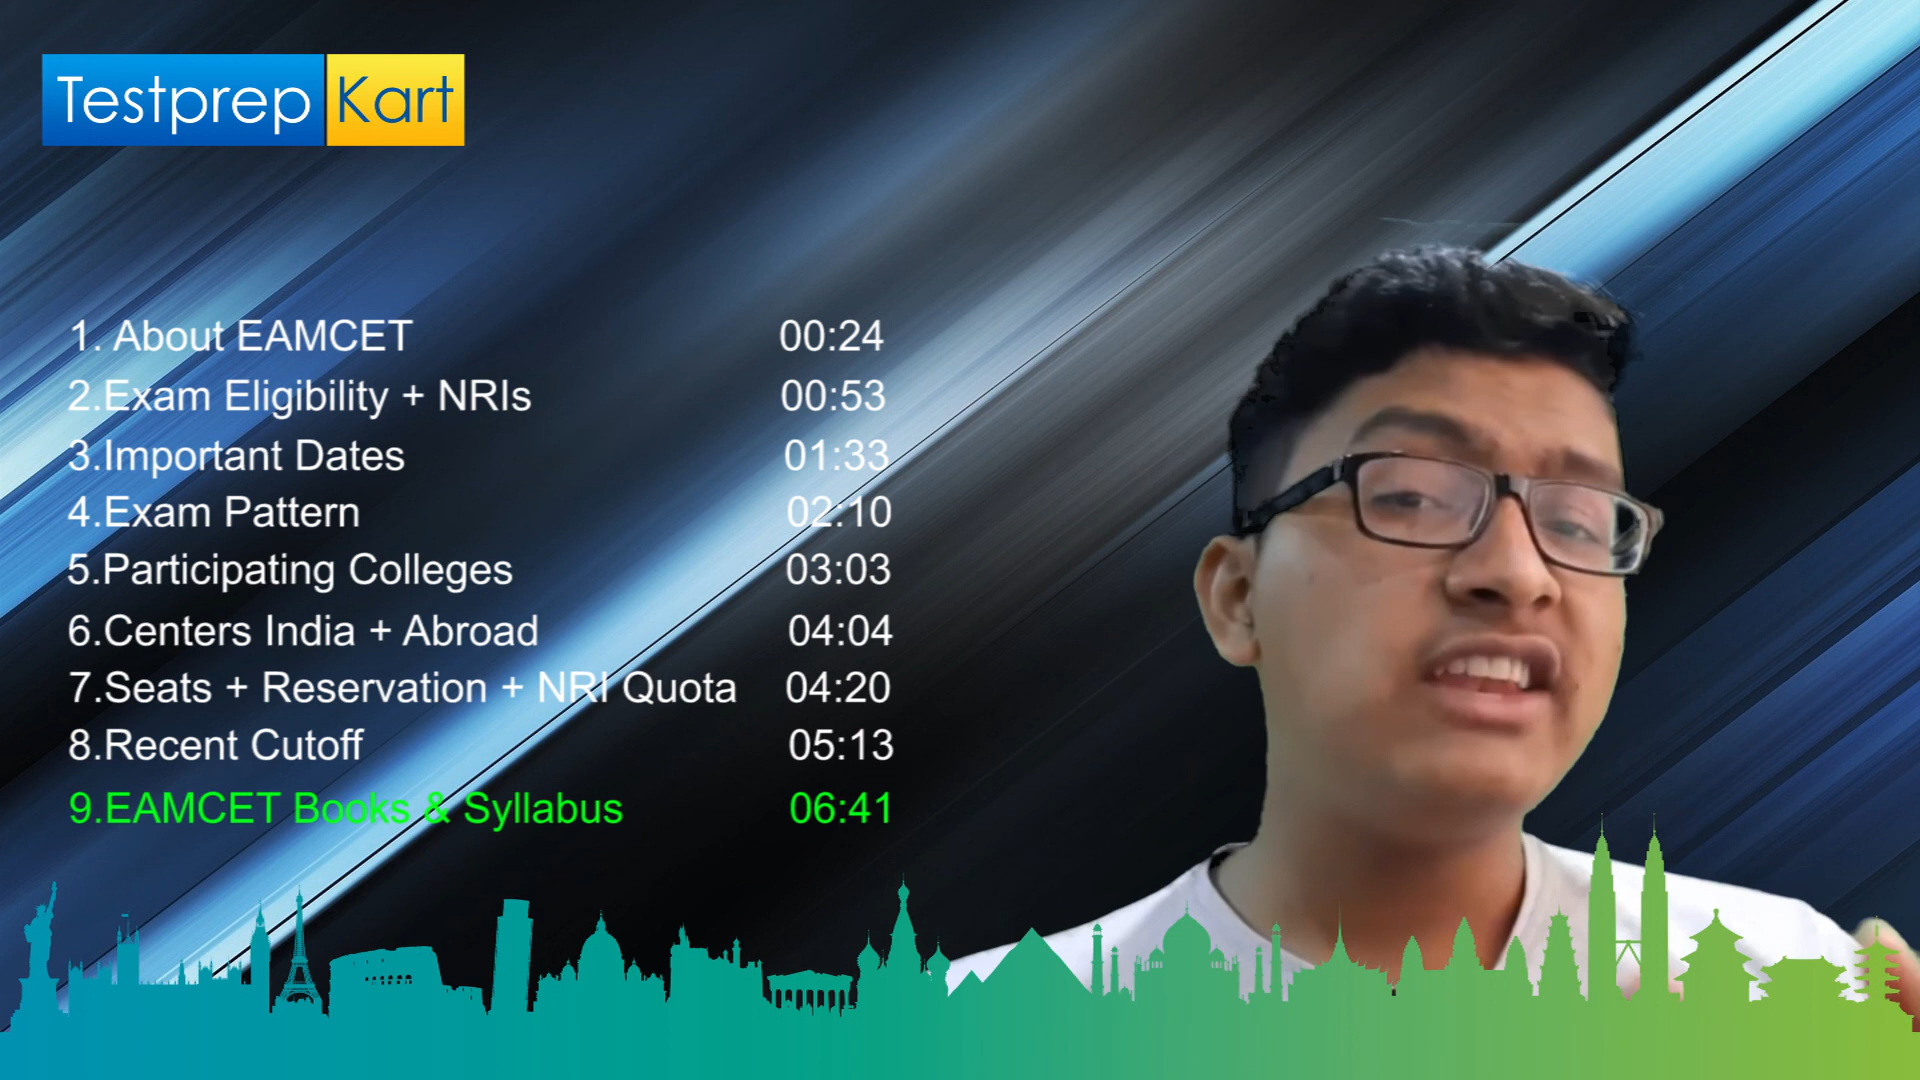 Testprep Kart
1. About EAMCET 00:24
2.Exam Eligibility + NRIs 00:53
3.Important Dates 01:33
4.Exam Pattern 02:10
5.Participating Colleges 03:03
6.Centers India + Abroad 04:04
7.Seats + Reservation + NRI Quota 04:20
8.Recent Cutoff 05:13
9.EAMCET Books & Syllabus 06:41